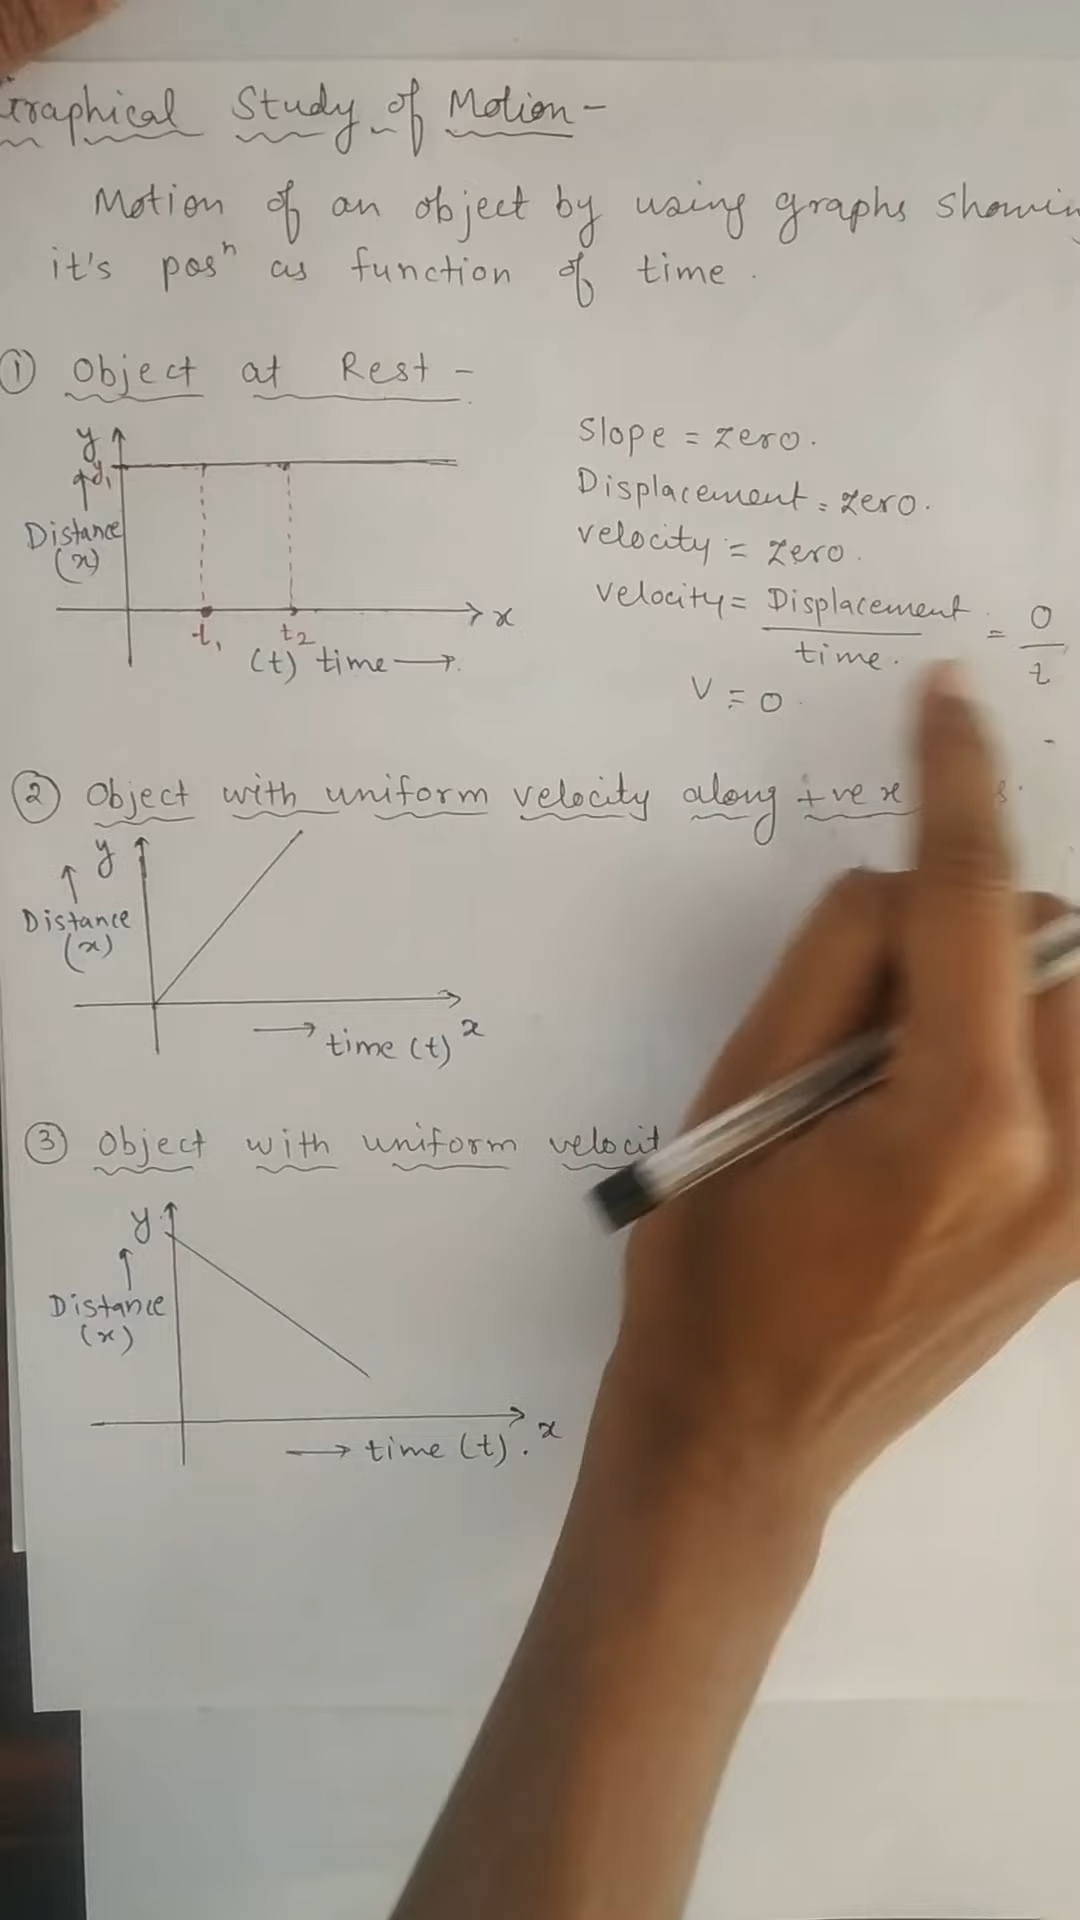 Graphical Study of Motion -
Motion of an object by using graphs showin
it's posⁿ as function of time.
① Object at Rest -
y
y₁
Distance
(x)
x
t₁ t₂
(t) time
Slope = zero.
Displacement = zero.
velocity = zero.
velocity = Displacement = 0
time. t
V = 0.
② Object with uniform velocity along +ve x
y
Distance
(x)
time (t) x
③ Object with uniform velocit
y
Distance
(x)
time (t). x